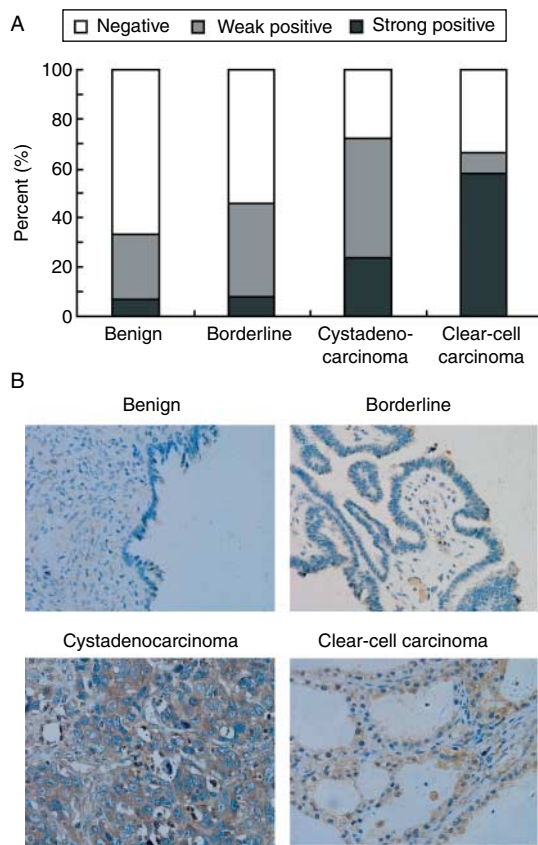 A
Negative Weak positive Strong positive
100
80
60
40
20
0
Percent (%)
Benign Borderline Cystadeno- Clear-cell
carcinoma carcinoma
B
Benign Borderline
Cystadenocarcinoma Clear-cell carcinoma